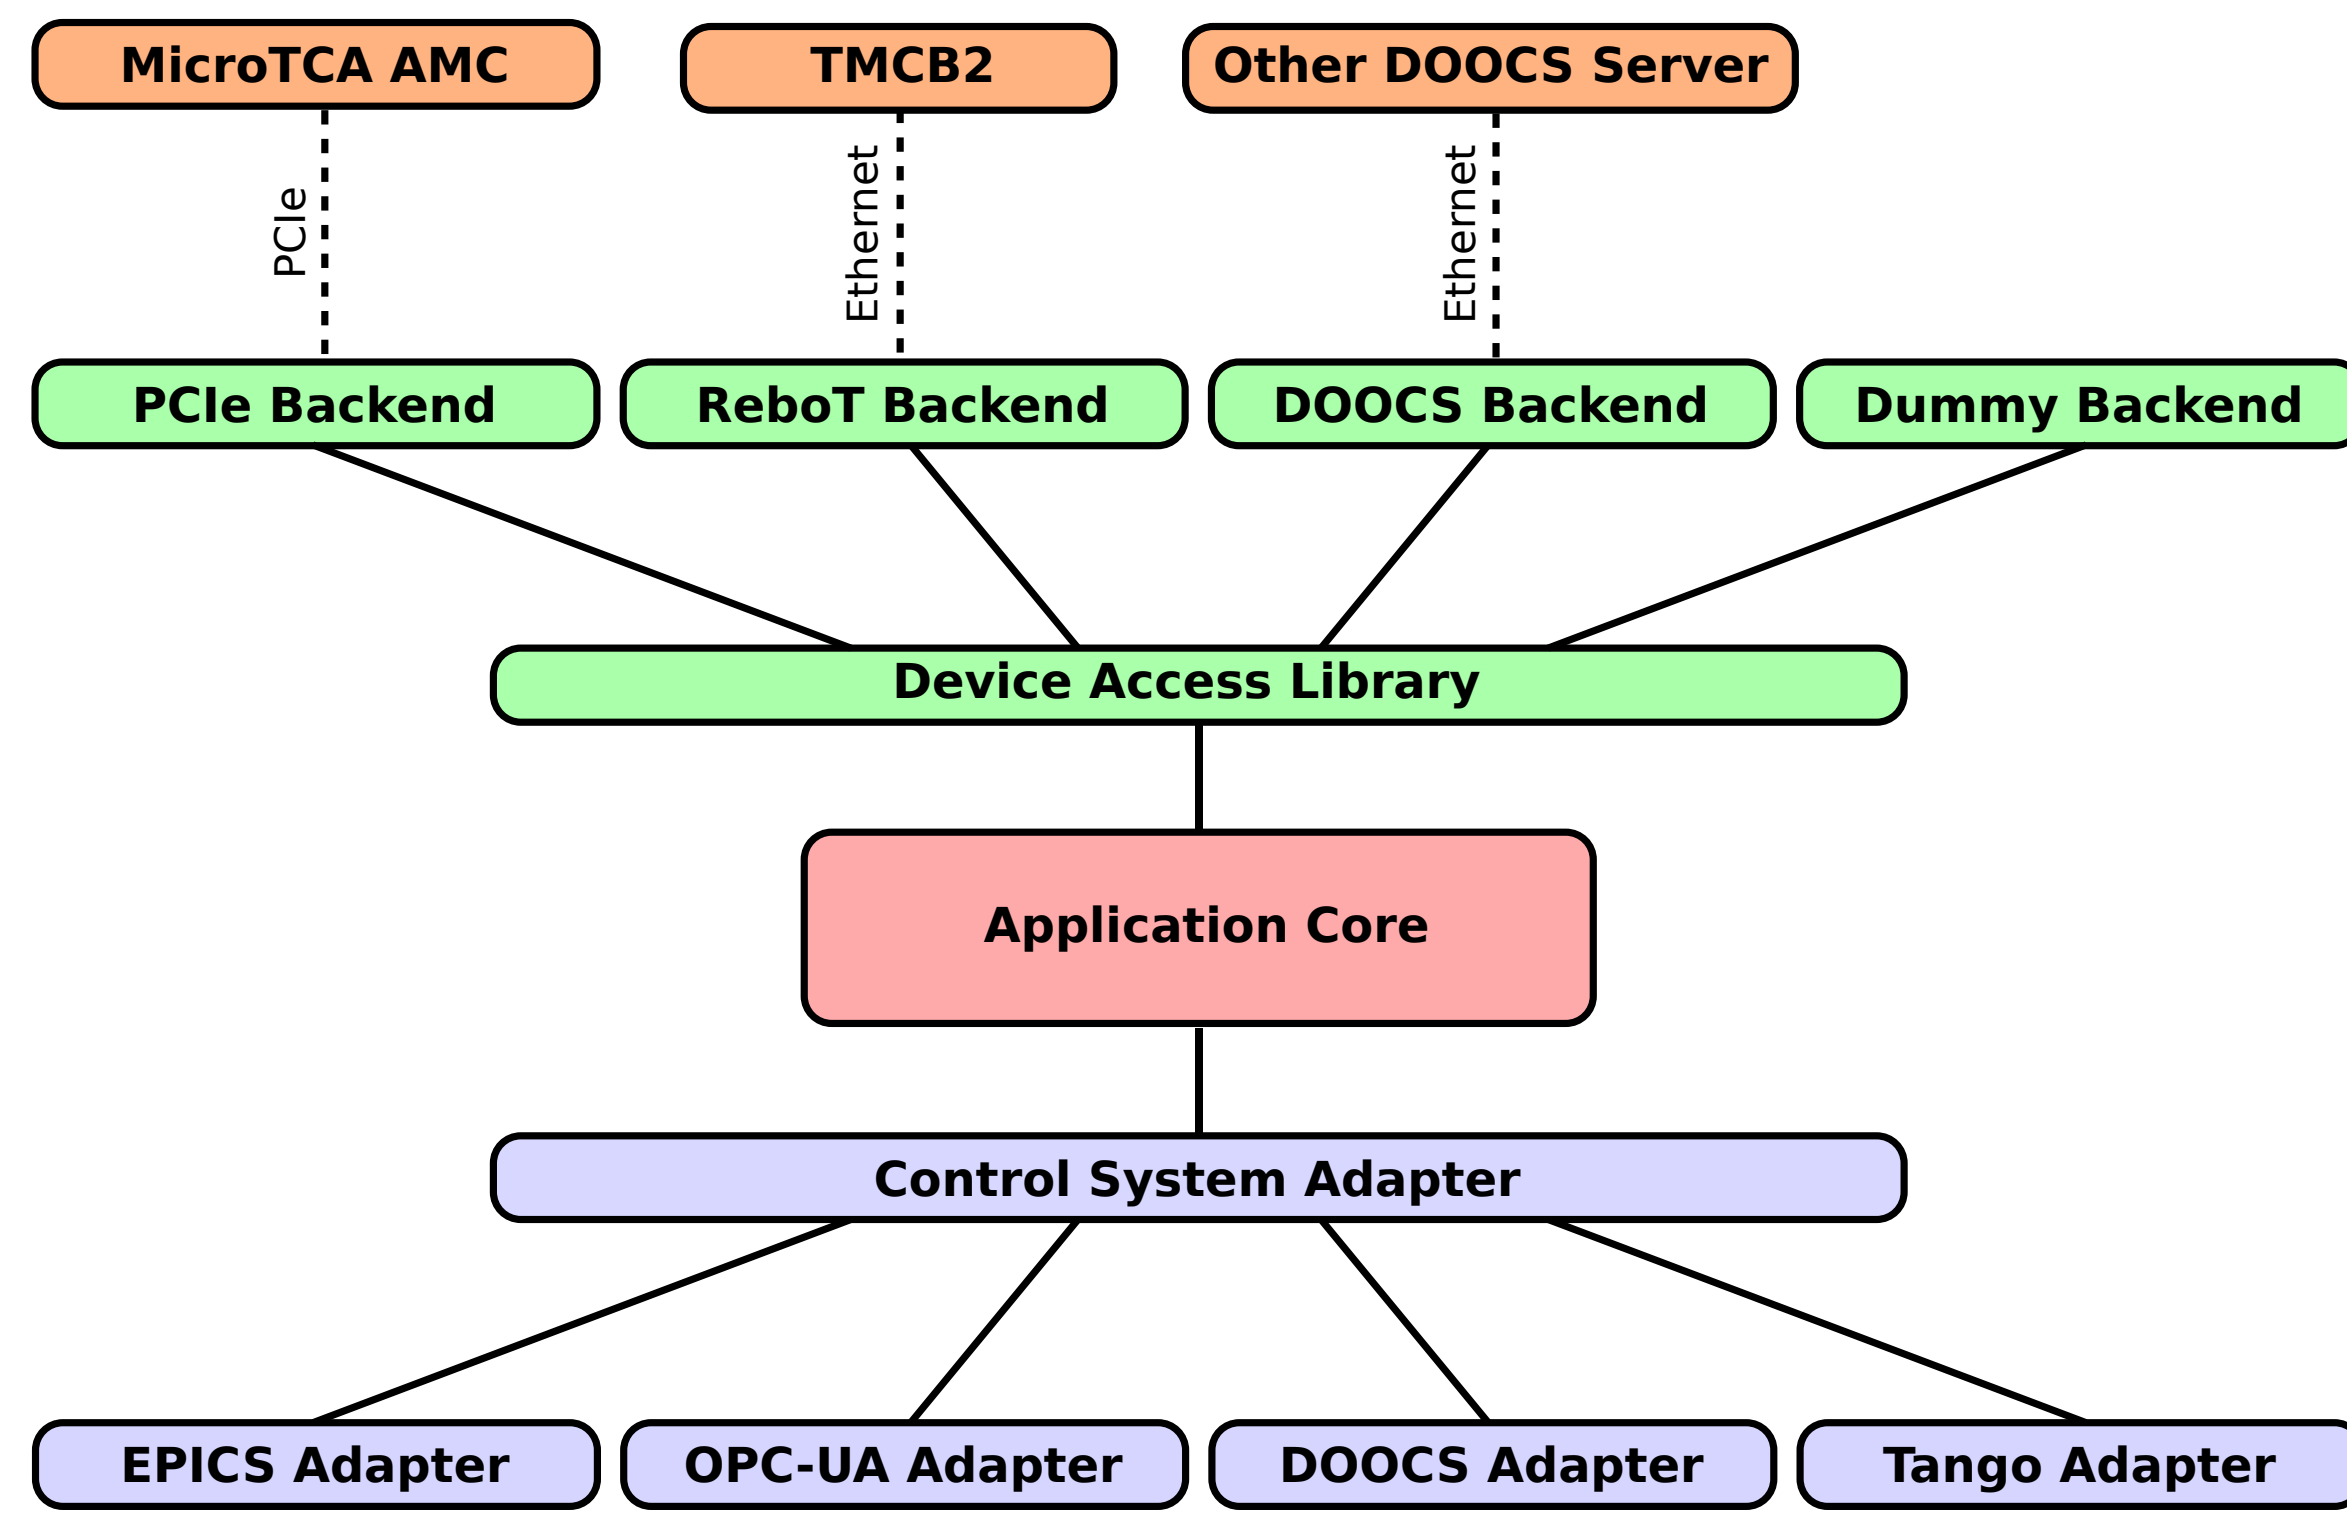 MicroTCA AMC
TMCB2
Other DOOCS Server
PCIe
Ethernet
Ethernet
PCIe Backend
ReboT Backend
DOOCS Backend
Dummy Backend
Device Access Library
Application Core
Control System Adapter
EPICS Adapter
OPC-UA Adapter
DOOCS Adapter
Tango Adapter